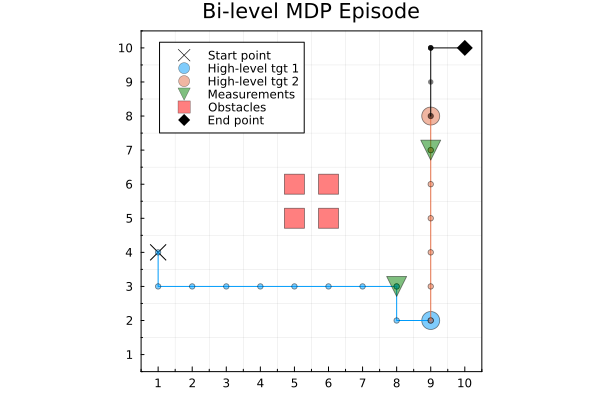 Bi-level MDP Episode
Start point
High-level tgt 1
High-level tgt 2
Measurements
Obstacles
End point
10
9
8
7
6
5
4
3
2
1
1 2 3 4 5 6 7 8 9 10